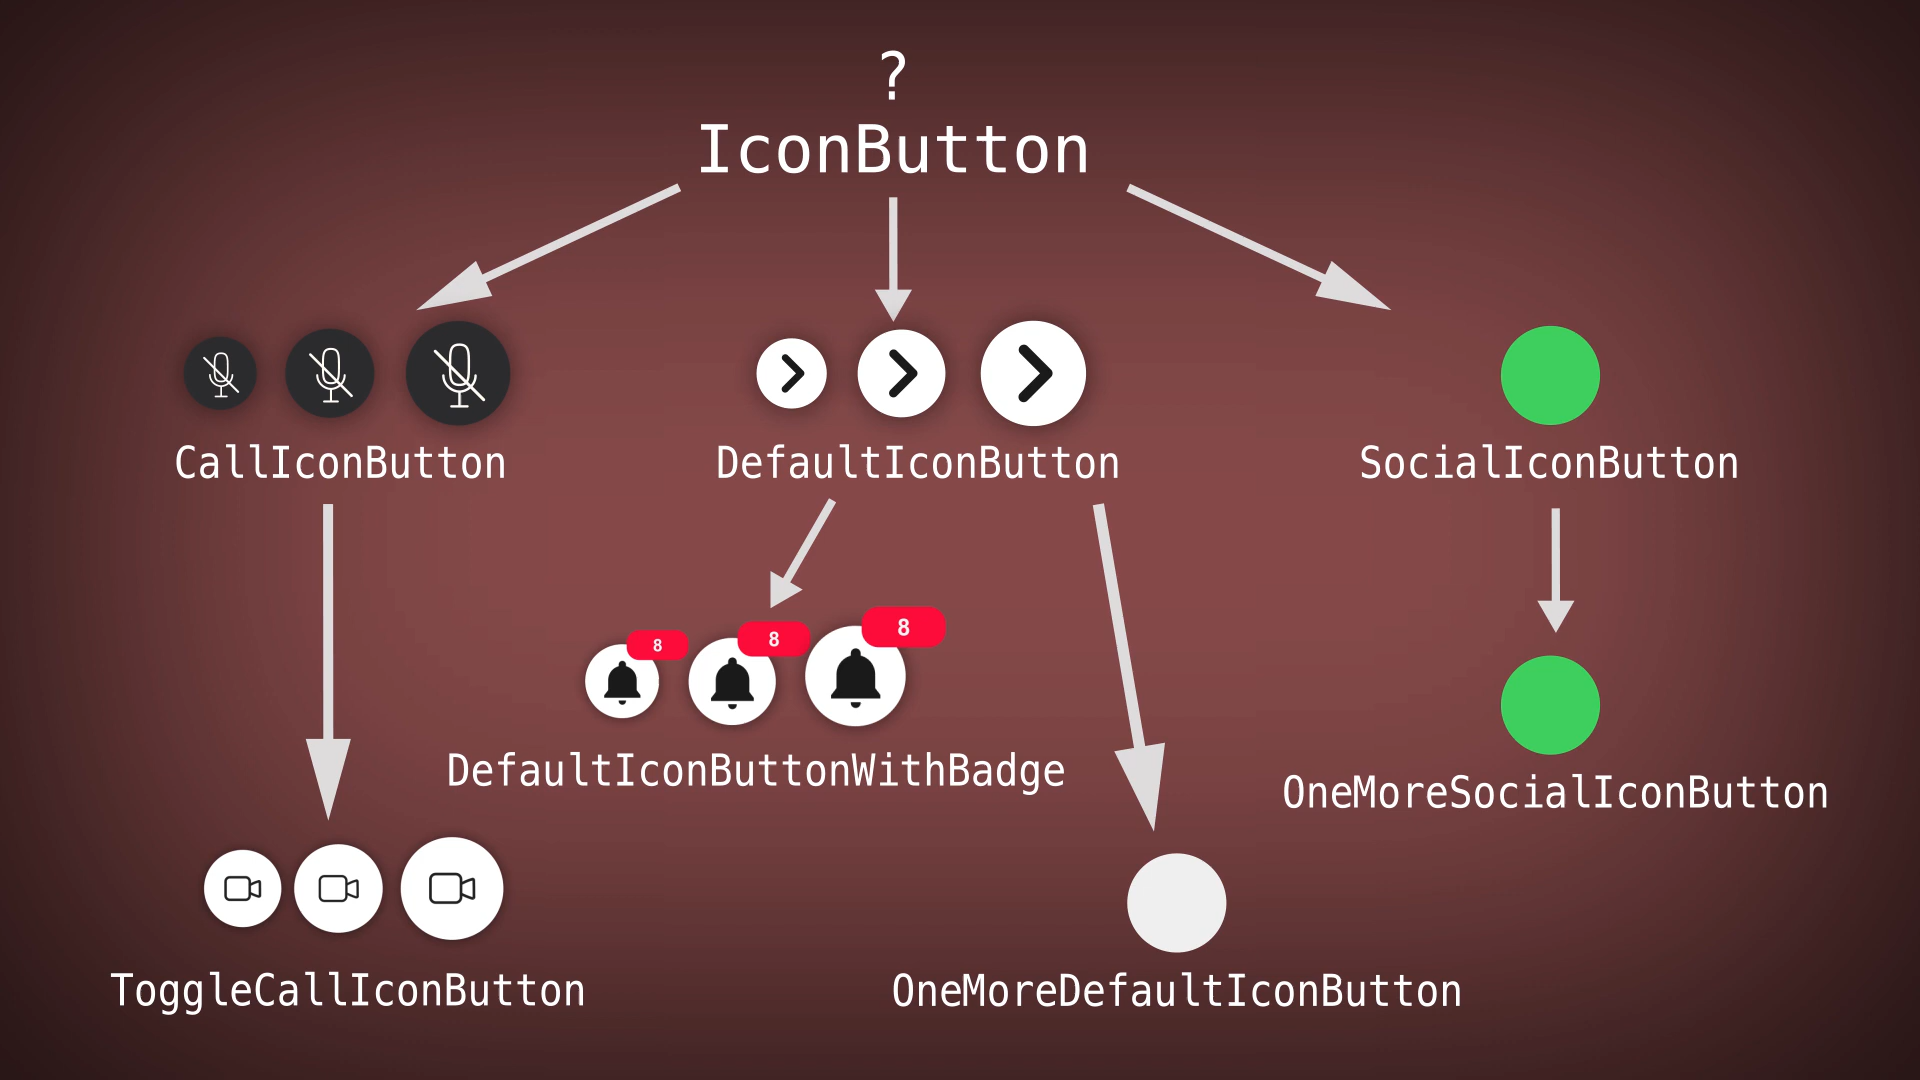 ?
IconButton
CallIconButton
DefaultIconButton
SocialIconButton
8
8
8
DefaultIconButtonWithBadge
OneMoreSocialIconButton
ToggleCallIconButton
OneMoreDefaultIconButton